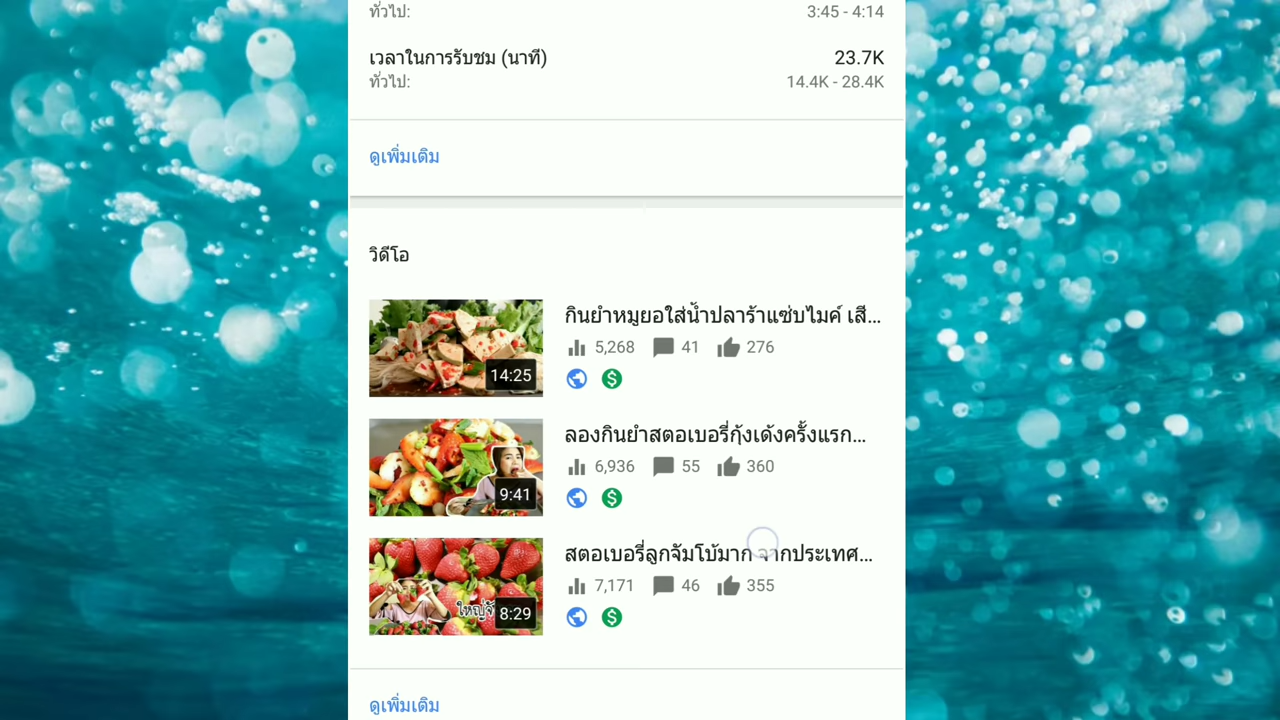 ทั่วไป: 3:45 - 4:14
เวลาในการรับชม (นาที) 23.7K
ทั่วไป: 14.4K - 28.4K
ดูเพิ่มเติม
วิดีโอ
กินยำหมูยอใส่น้ำปลาร้าแซ่บไมค์ เสี...
5,268 41 276
14:25
ลองกินยำสตอเบอรี่กุ้งเด้งครั้งแรก...
6,936 55 360
9:41
สตอเบอรี่ลูกจัมโบ้มาก จากประเทศ...
7,171 46 355
8:29
ดูเพิ่มเติม